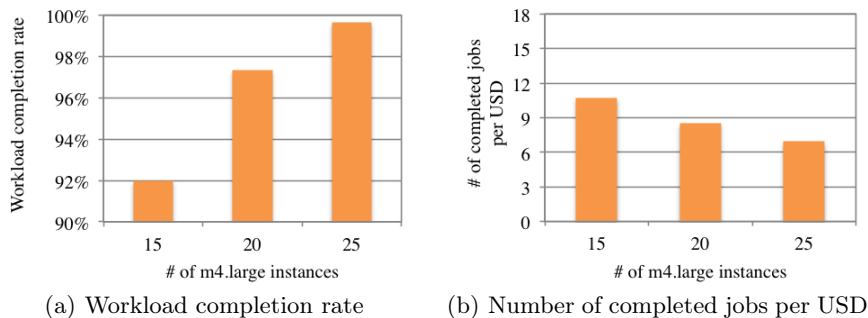 100%
98%
96%
94%
92%
90%
Workload completion rate
15 20 25
# of m4.large instances
(a) Workload completion rate
18
15
12
9
6
3
0
# of completed jobs
per USD
15 20 25
# of m4.large instances
(b) Number of completed jobs per USD